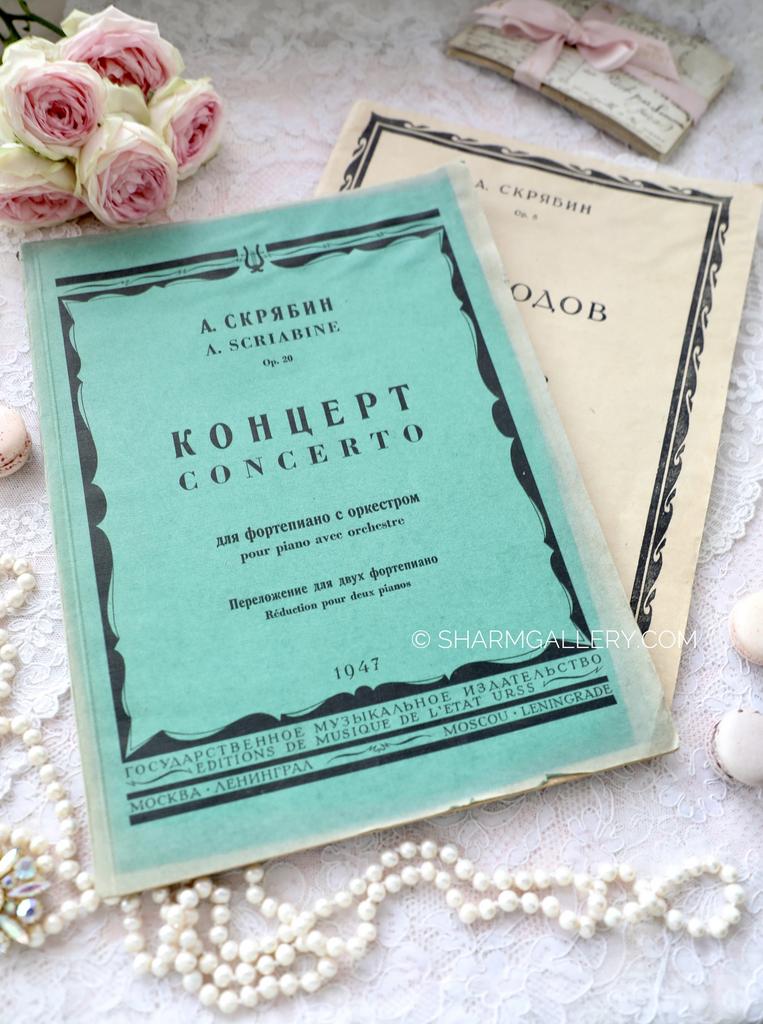 А. СКРЯБИН
A. SCRIABINE
Op. 20
КОНЦЕРТ
CONCERTO
для фортепиано с оркестром
pour piano avec orchestre
Переложение для двух фортепиано
Réduction pour deux pianos
1947
ГОСУДАРСТВЕННОЕ МУЗЫКАЛЬНОЕ ИЗДАТЕЛЬСТВО
EDITIONS DE MUSIQUE DE L'ETAT URSS
МОСКВА · ЛЕНИНГРАД
MOSCOU · LENINGRADE
А. СКРЯБИН
Op.
ОДОВ
© SHARMGALLERY.COM